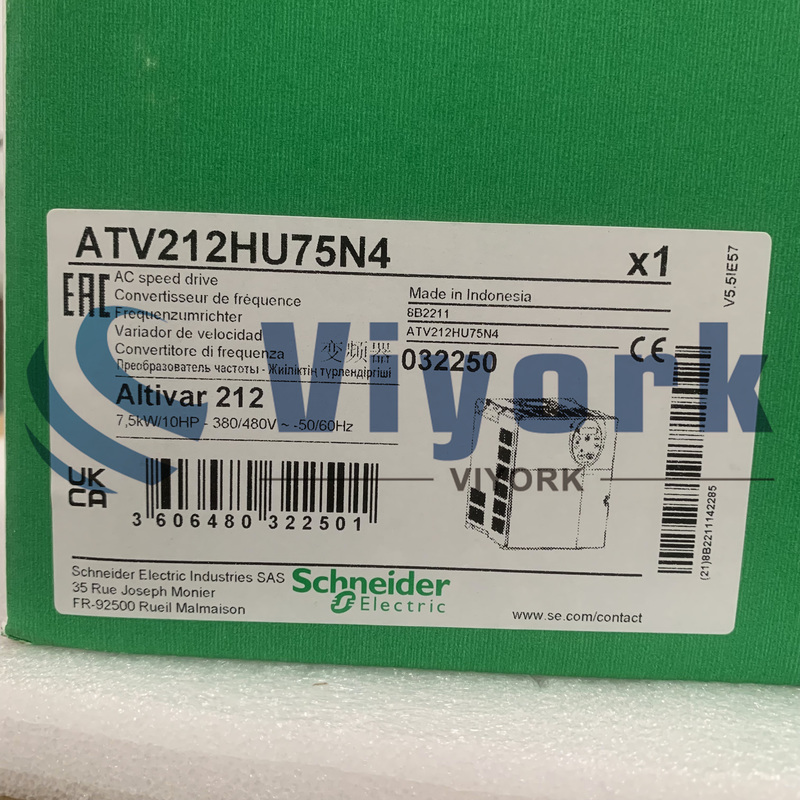 ATV212HU75N4
x1
V5.5IE57
EAC
AC speed drive
Convertisseur de fréquence
Frequenzumrichter
Variador de velocidad
Convertitore di frequenza 变频器
Преобразователь частоты - Жиіліктің түрлендіргіші
Made in Indonesia
8B2211
ATV212HU75N4
032250
CE
Altivar 212
7,5kW/10HP - 380/480V ~ -50/60Hz
Viyork
VIYORK
UK
CA
3 606480 322501
(21)8B2211142285
Schneider Electric Industries SAS
35 Rue Joseph Monier
FR-92500 Rueil Malmaison
Schneider
Electric
www.se.com/contact